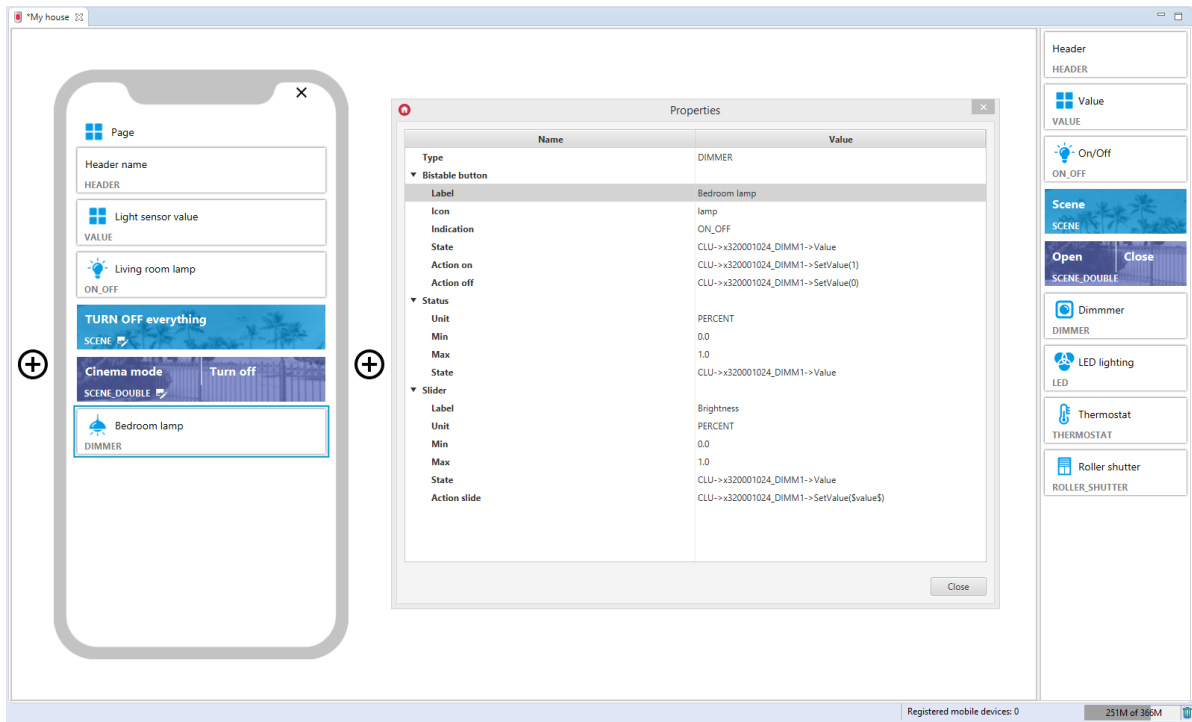 *My house
Page
Header name
HEADER
Light sensor value
VALUE
Living room lamp
ON_OFF
TURN OFF everything
SCENE
Cinema mode Turn off
SCENE_DOUBLE
Bedroom lamp
DIMMER
Properties
Name Value
Type DIMMER
Bistable button
Label Bedroom lamp
Icon lamp
Indication ON_OFF
State CLU->x320001024_DIMM1->Value
Action on CLU->x320001024_DIMM1->SetValue(1)
Action off CLU->x320001024_DIMM1->SetValue(0)
Status
Unit PERCENT
Min 0.0
Max 1.0
State CLU->x320001024_DIMM1->Value
Slider
Label Brightness
Unit PERCENT
Min 0.0
Max 1.0
State CLU->x320001024_DIMM1->Value
Action slide CLU->x320001024_DIMM1->SetValue($value$)
Close
Header
HEADER
Value
VALUE
On/Off
ON_OFF
Scene
SCENE
Open Close
SCENE_DOUBLE
Dimmmer
DIMMER
LED lighting
LED
Thermostat
THERMOSTAT
Roller shutter
ROLLER_SHUTTER
Registered mobile devices: 0
251M of 366M